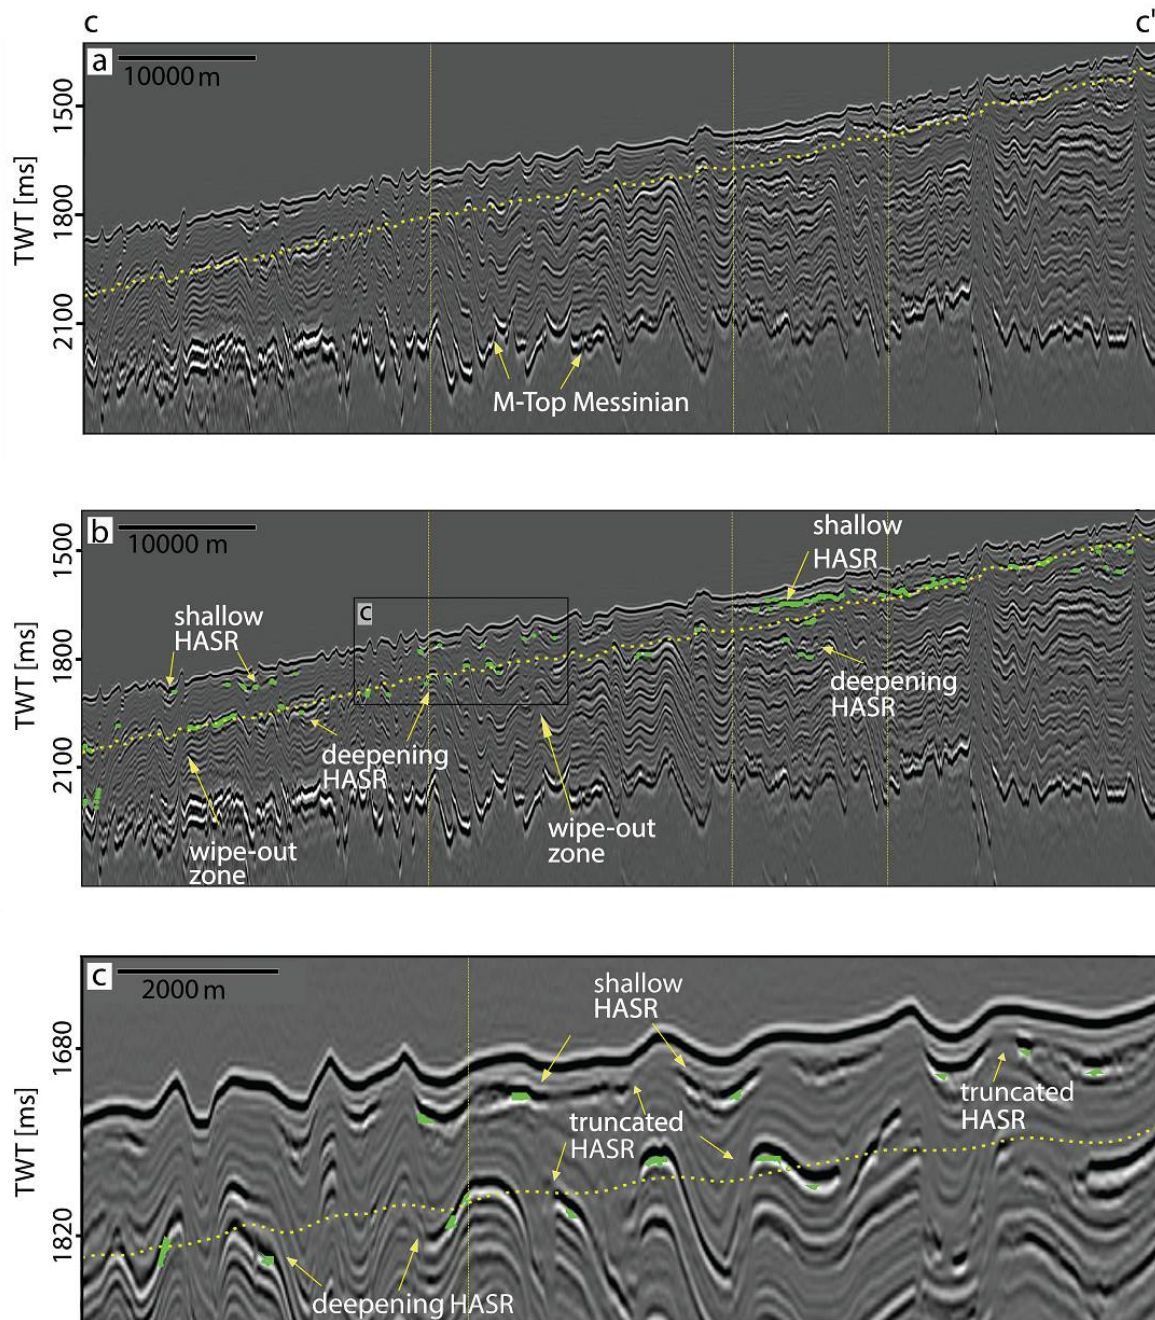 c c'
a
10000 m
1500
1800
2100
TWT [ms]
M-Top Messinian
b
10000 m
1500
1800
2100
TWT [ms]
shallow
HASR
shallow
HASR
c
deepening
HASR
deepening
HASR
wipe-out
zone
wipe-out
zone
c
2000 m
1680
1820
TWT [ms]
shallow
HASR
truncated
HASR
truncated
HASR
deepening HASR